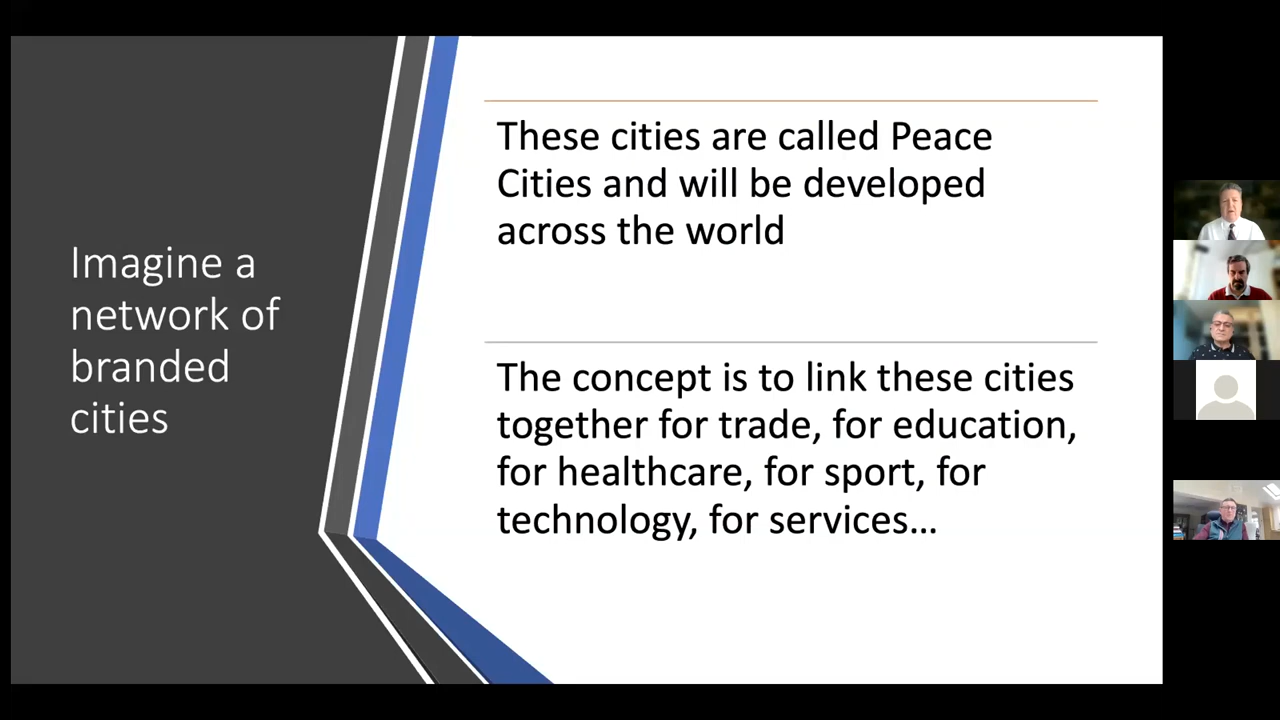 Imagine a
network of
branded
cities
These cities are called Peace
Cities and will be developed
across the world
The concept is to link these cities
together for trade, for education,
for healthcare, for sport, for
technology, for services…